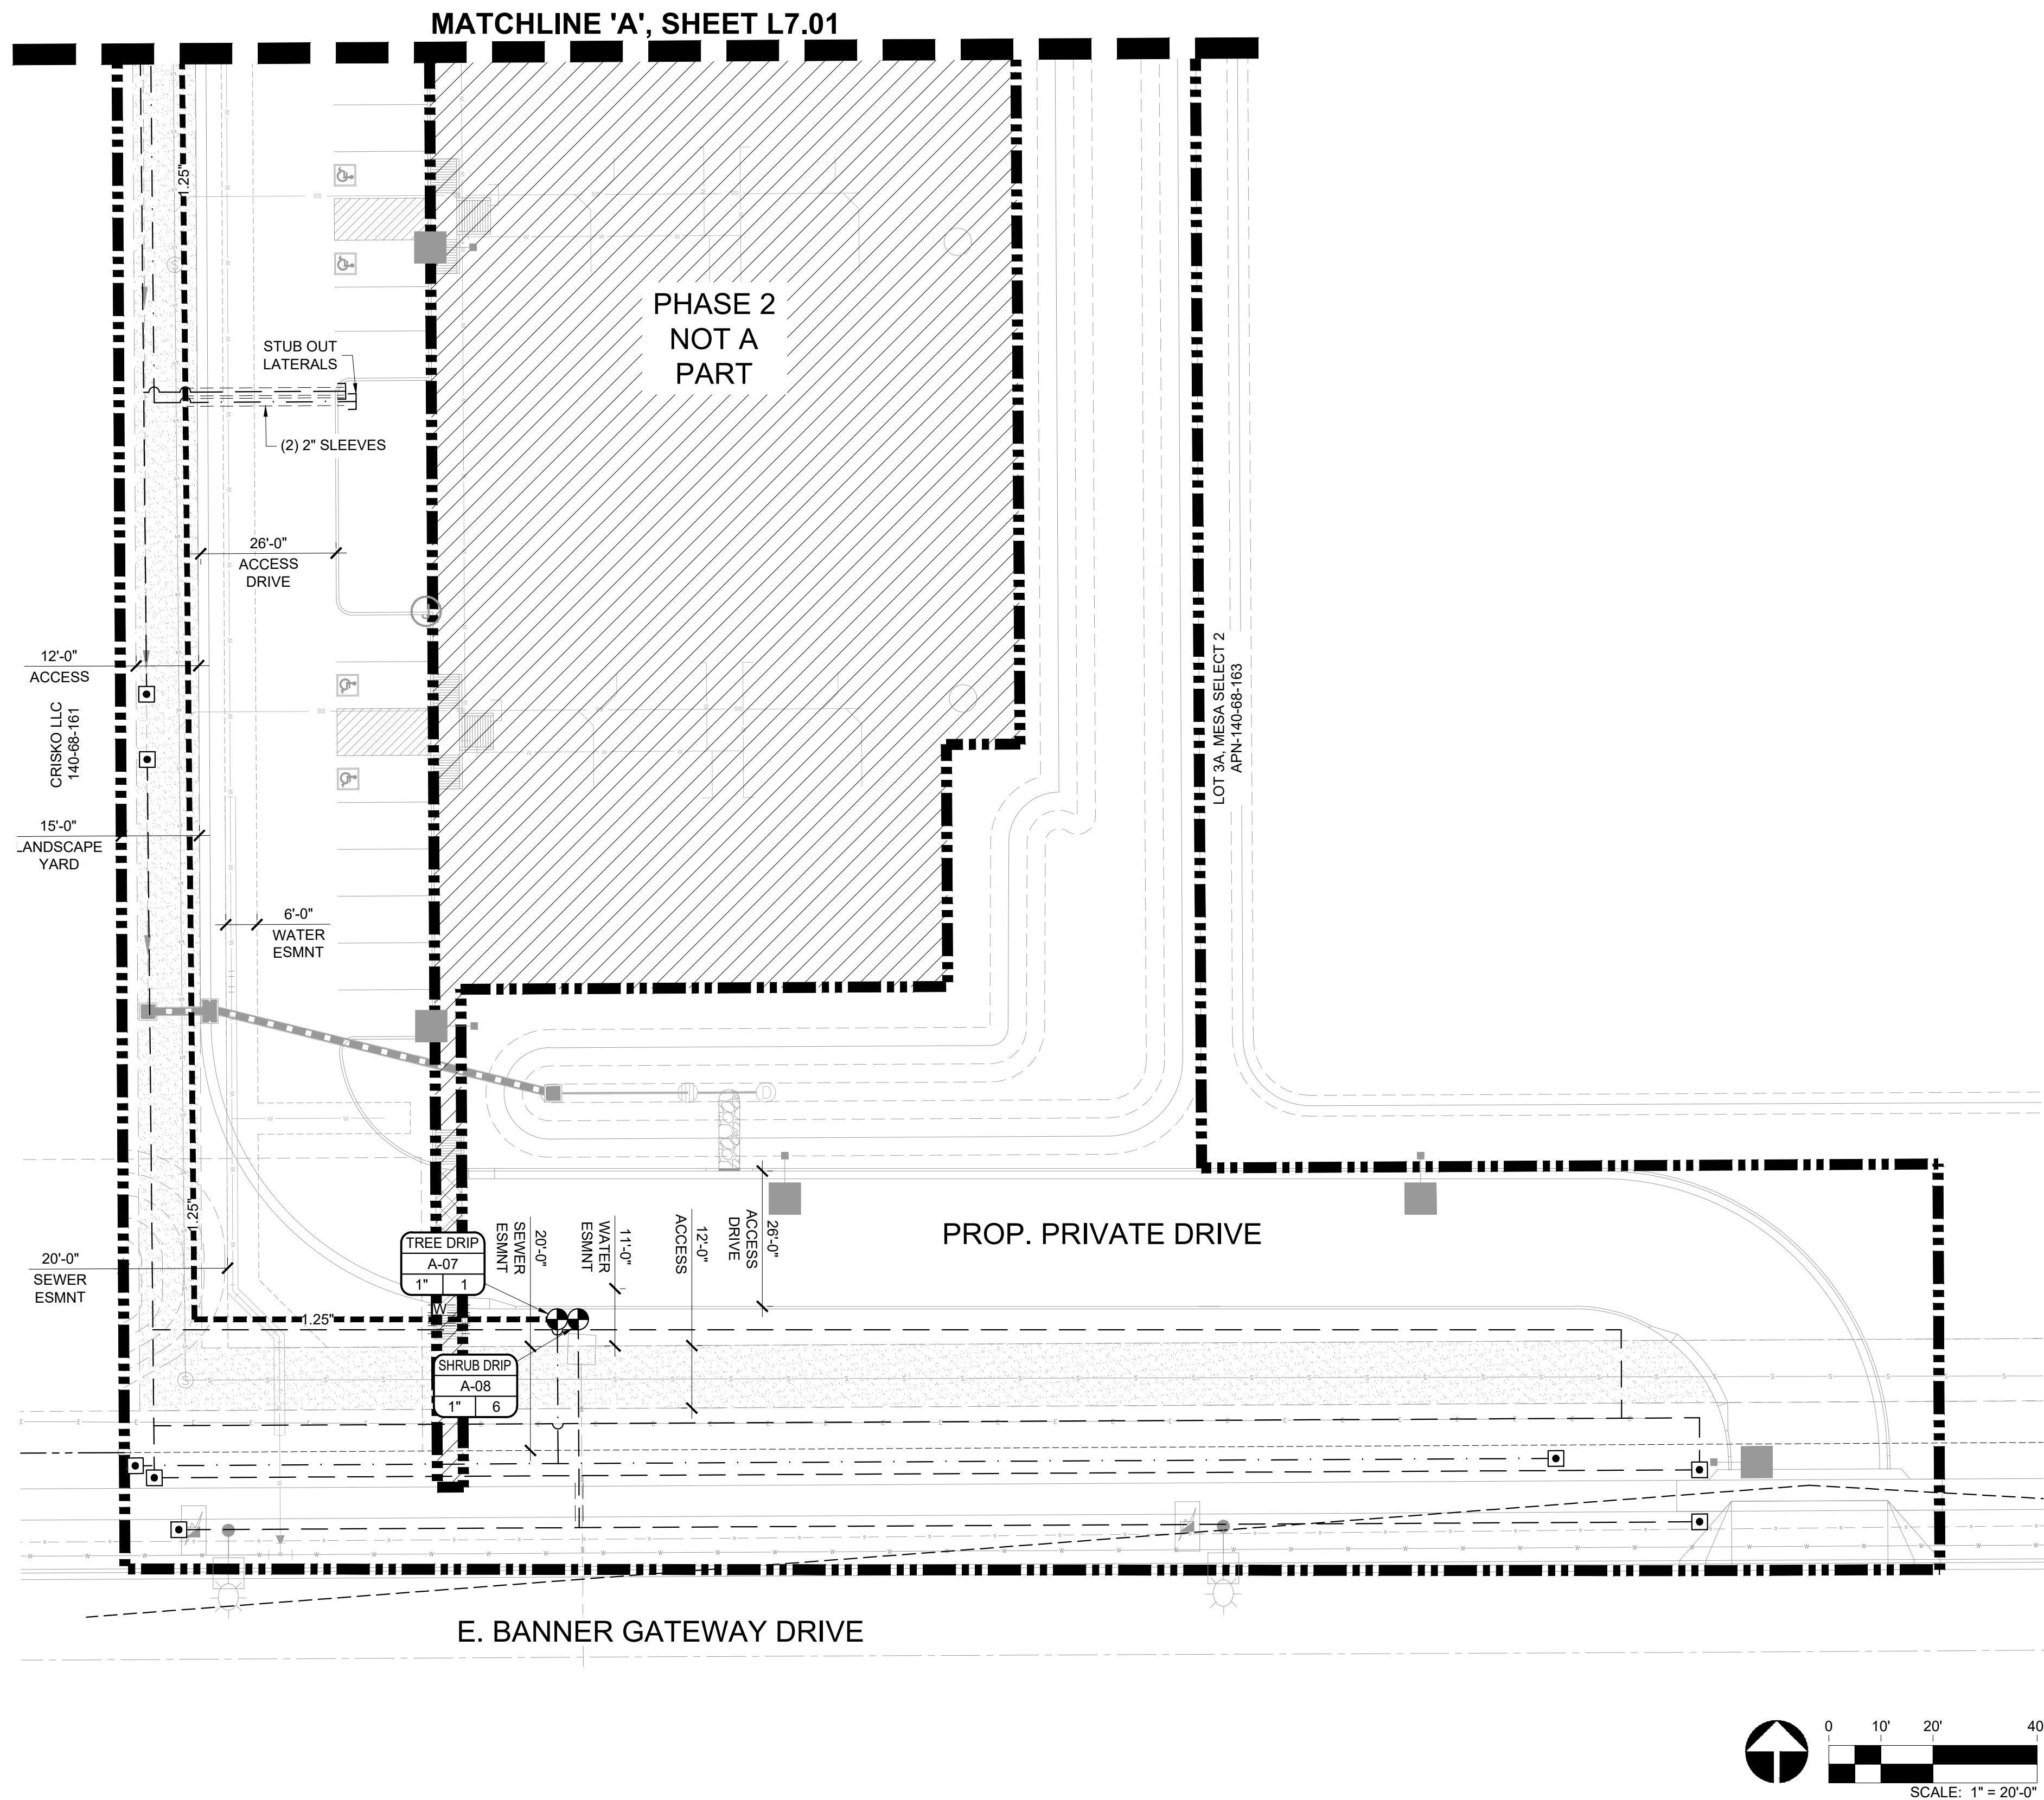 MATCHLINE 'A', SHEET L7.01
1.25"
PHASE 2
NOT A
PART
STUB OUT
LATERALS
(2) 2" SLEEVES
26'-0"
ACCESS
DRIVE
12'-0"
ACCESS
CRISKO LLC
140-68-161
LOT 3A, MESA SELECT 2
APN-140-68-163
15'-0"
LANDSCAPE
YARD
6'-0"
WATER
ESMNT
20'-0"
SEWER
ESMNT
1.25"
1.25"
TREE DRIP
A-07
1" 1
W
20'-0"
SEWER
ESMNT
11'-0"
WATER
ESMNT
12'-0"
ACCESS
26'-0"
ACCESS
DRIVE
PROP. PRIVATE DRIVE
SHRUB DRIP
A-08
1" 6
E. BANNER GATEWAY DRIVE
0 10' 20' 40
SCALE: 1" = 20'-0"